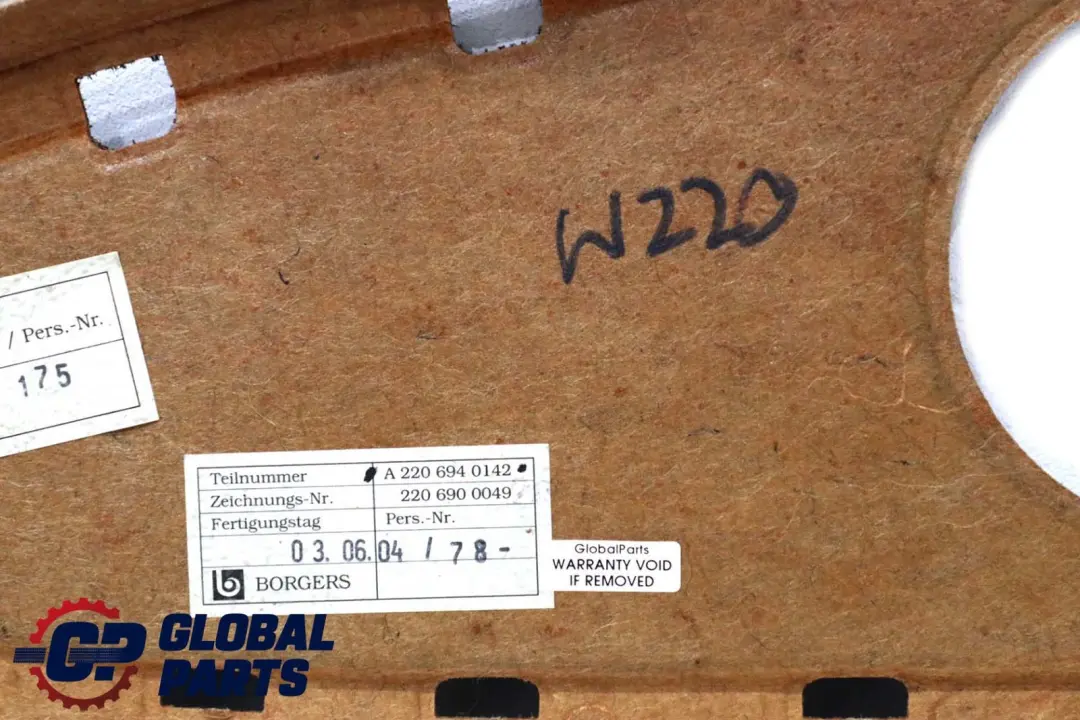 W220
/ Pers.-Nr.
175
Teilnummer A 220 694 0142
Zeichnungs-Nr. 220 690 0049
Fertigungstag Pers.-Nr.
03.06.04 / 78-
b BORGERS
GlobalParts
WARRANTY VOID
IF REMOVED
GP GLOBAL
PARTS